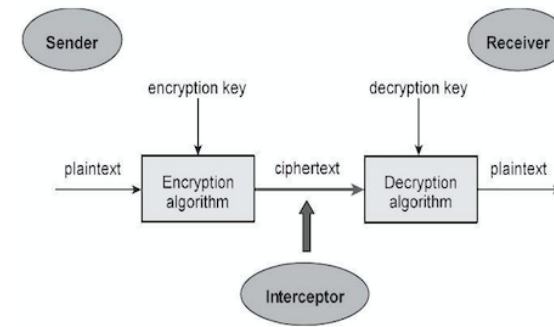 Sender
Receiver
encryption key
decryption key
plaintext
Encryption
algorithm
ciphertext
Decryption
algorithm
plaintext
Interceptor